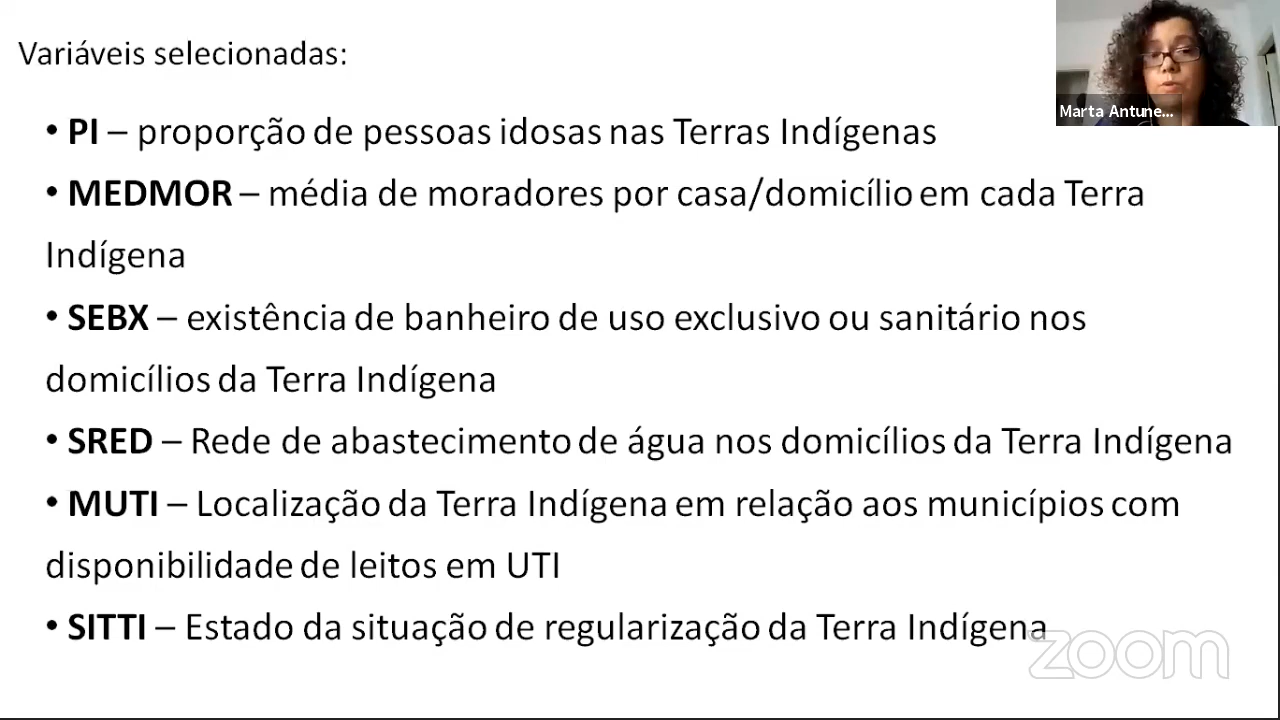 Variáveis selecionadas:
Marta Antune...
• PI – proporção de pessoas idosas nas Terras Indígenas
• MEDMOR – média de moradores por casa/domicílio em cada Terra
Indígena
• SEBX – existência de banheiro de uso exclusivo ou sanitário nos
domicílios da Terra Indígena
• SRED – Rede de abastecimento de água nos domicílios da Terra Indígena
• MUTI – Localização da Terra Indígena em relação aos municípios com
disponibilidade de leitos em UTI
• SITTI – Estado da situação de regularização da Terra Indígena
zoom